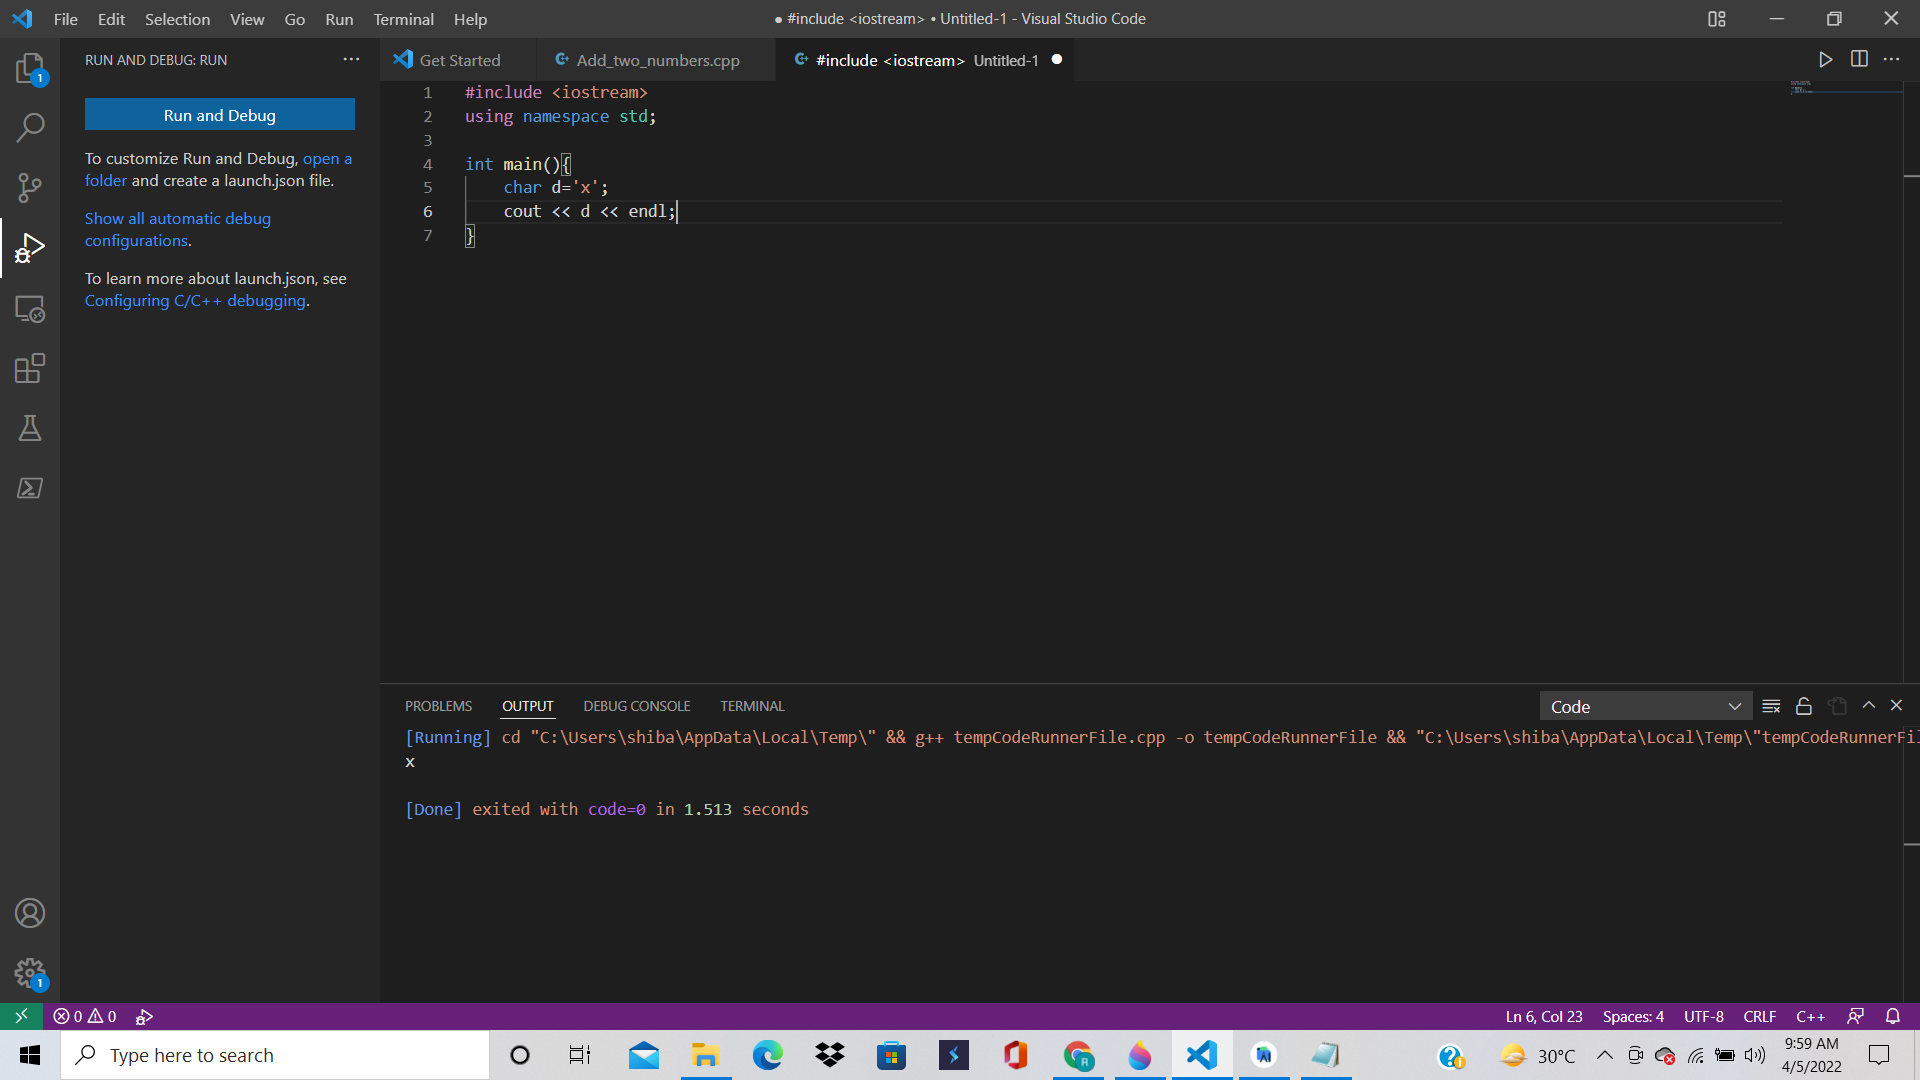 File Edit Selection View Go Run Terminal Help
● #include <iostream> • Untitled-1 - Visual Studio Code
RUN AND DEBUG: RUN
Get Started
Add_two_numbers.cpp
#include <iostream> Untitled-1
1
Run and Debug
To customize Run and Debug, open a
folder and create a launch.json file.
Show all automatic debug
configurations.
To learn more about launch.json, see
Configuring C/C++ debugging.
1 #include <iostream>
2 using namespace std;
3
4 int main(){
5 char d='x';
6 cout << d << endl;
7 }
PROBLEMS OUTPUT DEBUG CONSOLE TERMINAL
Code
[Running] cd "C:\Users\shiba\AppData\Local\Temp\" && g++ tempCodeRunnerFile.cpp -o tempCodeRunnerFile && "C:\Users\shiba\AppData\Local\Temp\"tempCodeRunnerFil
x
[Done] exited with code=0 in 1.513 seconds
1
0 0
Ln 6, Col 23 Spaces: 4 UTF-8 CRLF C++
Type here to search
R
30°C
9:59 AM
4/5/2022